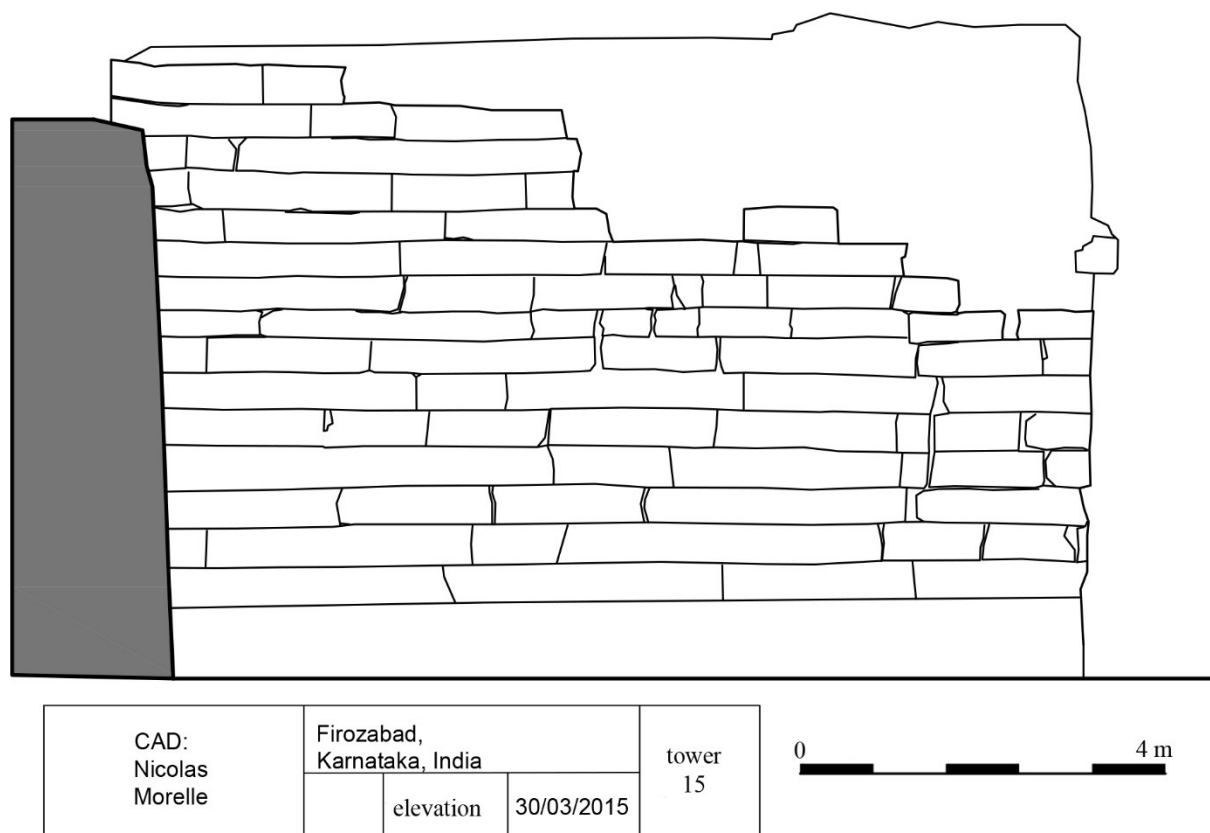 CAD:
Nicolas
Morelle
Firozabad,
Karnataka, India
elevation
30/03/2015
tower
15
0
4 m